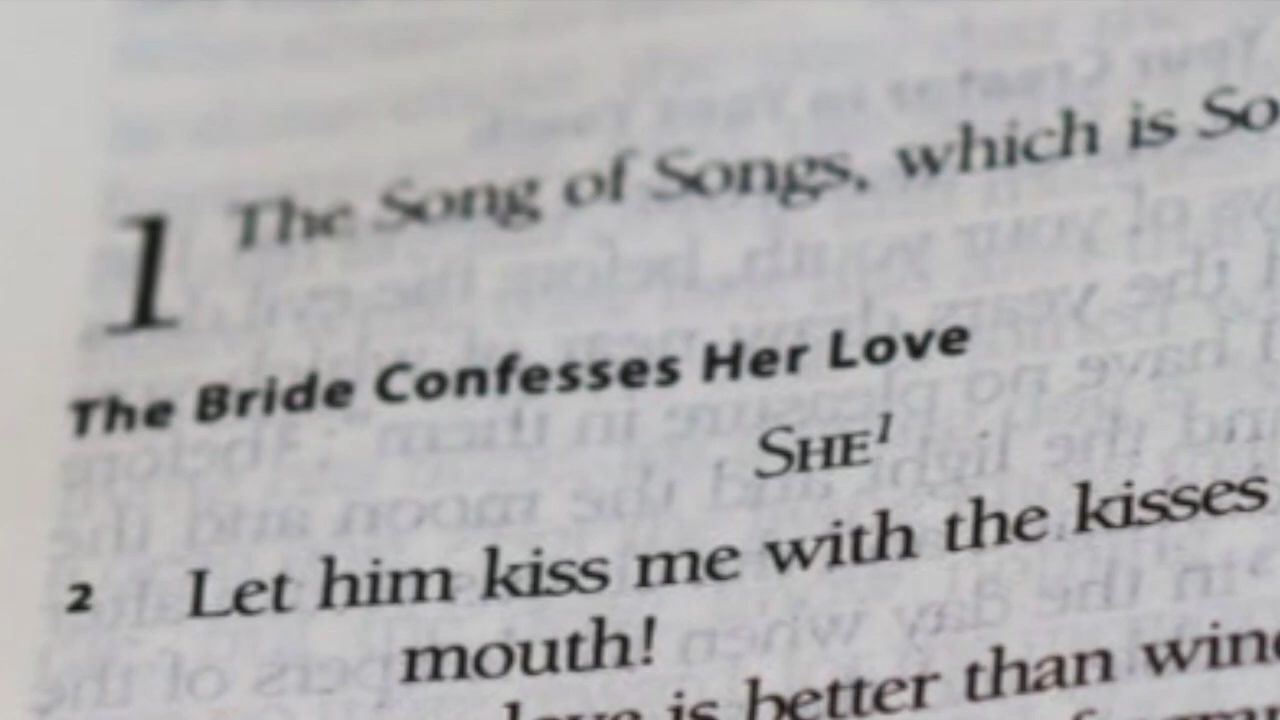 1 The Song of Songs, which is So
The Bride Confesses Her Love
SHE1
2 Let him kiss me with the kisses
mouth!
love is better than wine